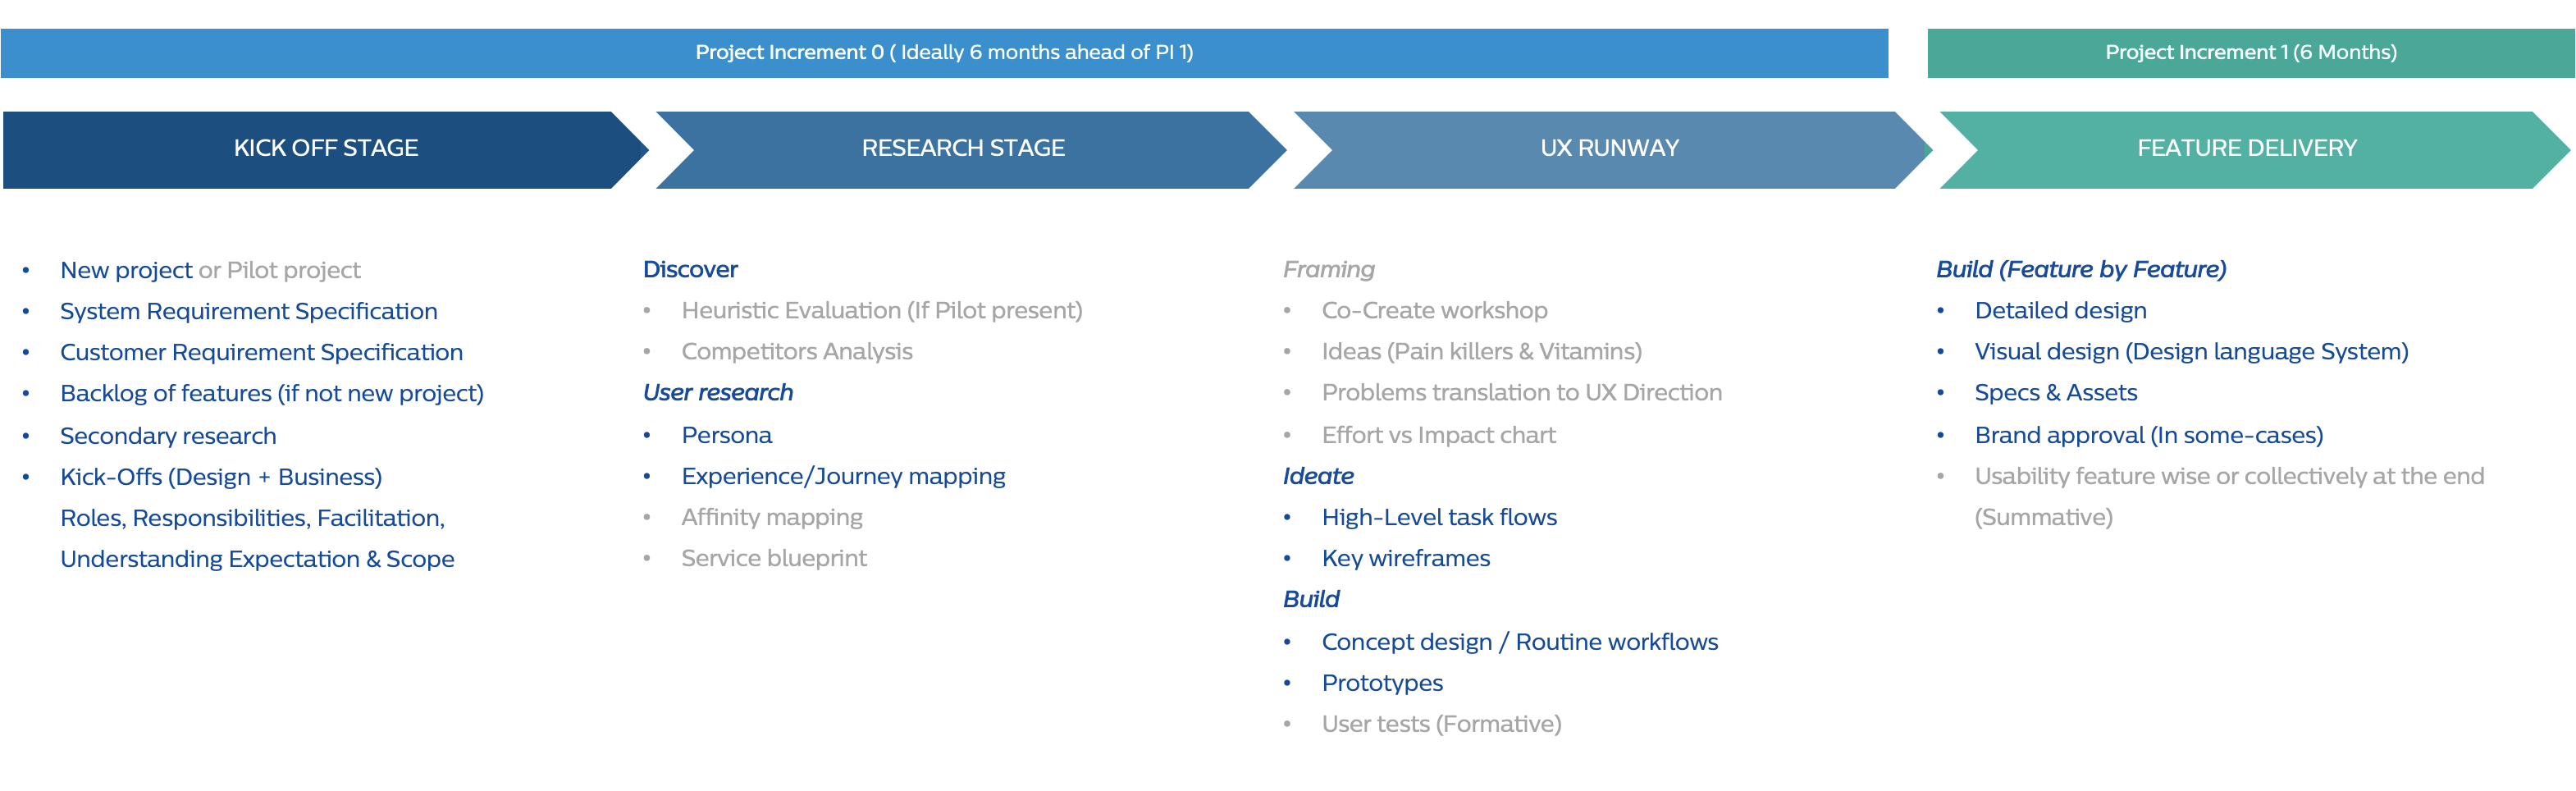 Project Increment 0 ( Ideally 6 months ahead of PI 1)
Project Increment 1 (6 Months)
KICK OFF STAGE
RESEARCH STAGE
UX RUNWAY
FEATURE DELIVERY
• New project or Pilot project
• System Requirement Specification
• Customer Requirement Specification
• Backlog of features (if not new project)
• Secondary research
• Kick-Offs (Design + Business)
Roles, Responsibilities, Facilitation,
Understanding Expectation & Scope
Discover
• Heuristic Evaluation (If Pilot present)
• Competitors Analysis
User research
• Persona
• Experience/Journey mapping
• Affinity mapping
• Service blueprint
Framing
• Co-Create workshop
• Ideas (Pain killers & Vitamins)
• Problems translation to UX Direction
• Effort vs Impact chart
Ideate
• High-Level task flows
• Key wireframes
Build
• Concept design / Routine workflows
• Prototypes
• User tests (Formative)
Build (Feature by Feature)
• Detailed design
• Visual design (Design language System)
• Specs & Assets
• Brand approval (In some-cases)
• Usability feature wise or collectively at the end
(Summative)